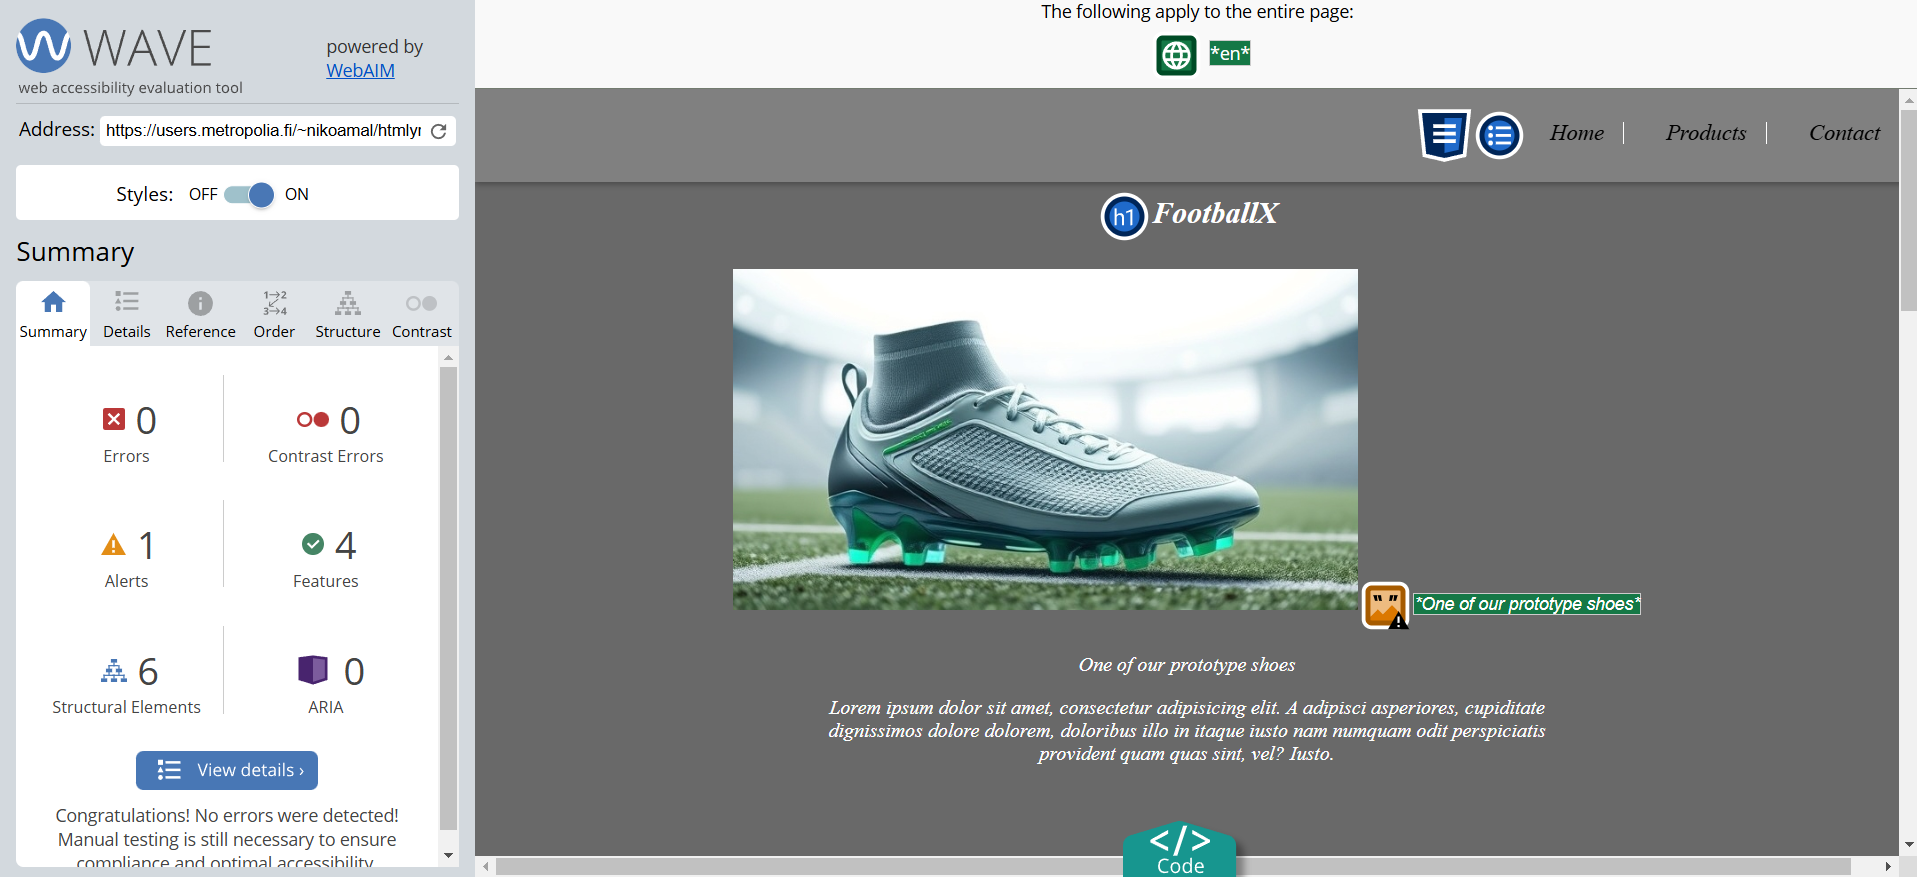 WAVE
powered by
WebAIM
web accessibility evaluation tool
Address: https://users.metropolia.fi/~nikoamal/htmlyr
Styles: OFF ON
Summary
Summary Details Reference Order Structure Contrast
1 2
3 4
0 0
Errors Contrast Errors
1 4
Alerts Features
6 0
Structural Elements ARIA
View details ›
Congratulations! No errors were detected!
Manual testing is still necessary to ensure
compliance and optimal accessibility.
The following apply to the entire page:
*en*
Home Products Contact
h1 FootballX
*One of our prototype shoes*
One of our prototype shoes
Lorem ipsum dolor sit amet, consectetur adipisicing elit. A adipisci asperiores, cupiditate
dignissimos dolore dolorem, doloribus illo in itaque iusto nam numquam odit perspiciatis
provident quam quas sint, vel? Iusto.
</>
Code